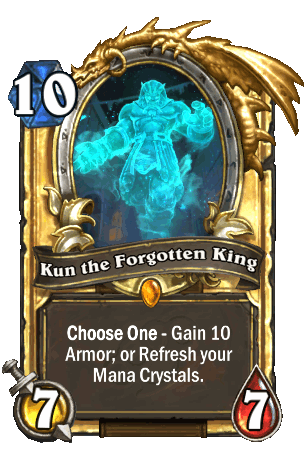 10
Kun the Forgotten King
Choose One - Gain 10
Armor; or Refresh your
Mana Crystals.
7
7